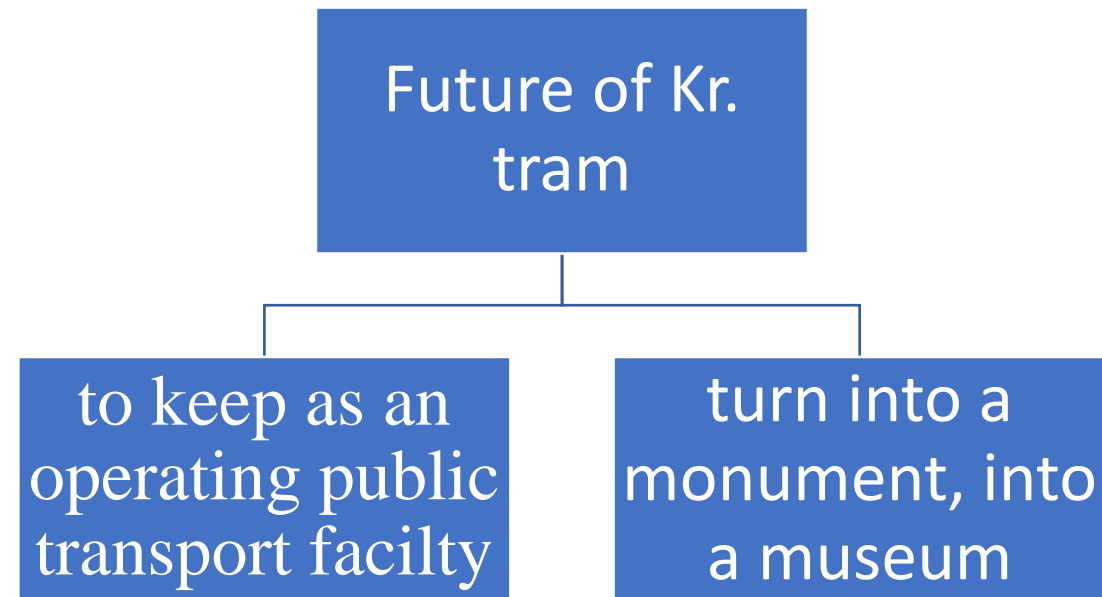 Future of Kr.
tram
to keep as an
operating public
transport facilty
turn into a
monument, into
a museum